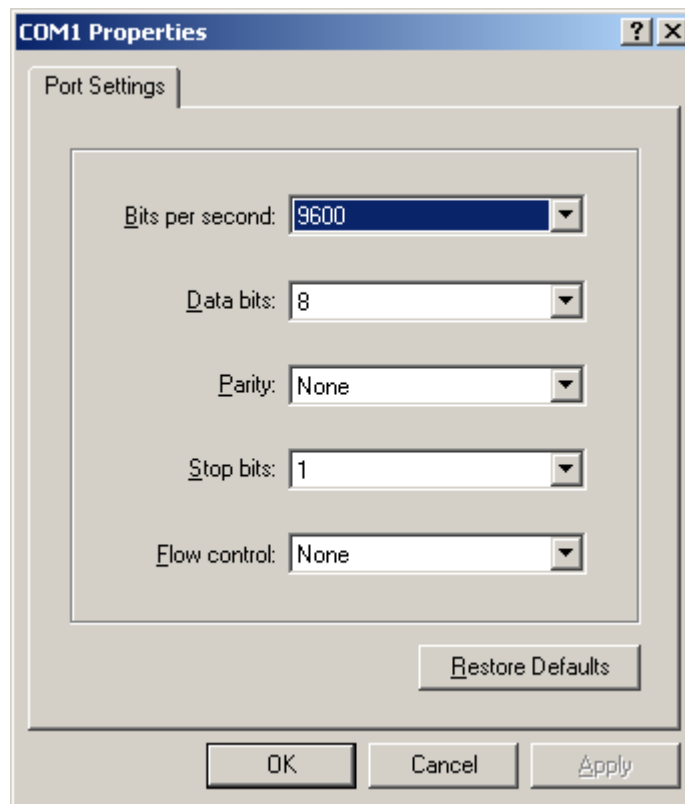 COM1 Properties
Port Settings
Bits per second: 9600
Data bits: 8
Parity: None
Stop bits: 1
Flow control: None
Restore Defaults
OK Cancel Apply